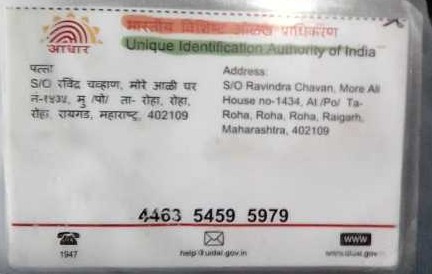 भारतीय विशिष्ट ओळख प्राधिकरण
Unique Identification Authority of India
आधार
पत्ता
S/O रविंद्र चव्हाण, मोरे आळी घर
न-१४३४, मु /पो/ ता- रोहा, रोहा,
रोहा, रायगड, महाराष्ट्र, 402109
Address:
S/O Ravindra Chavan, More Ali
House no-1434, At /Po/ Ta-
Roha, Roha, Roha, Raigarh,
Maharashtra, 402109
4463 5459 5979
1947
help@uidai.gov.in
WWW
www.uidai.gov.in